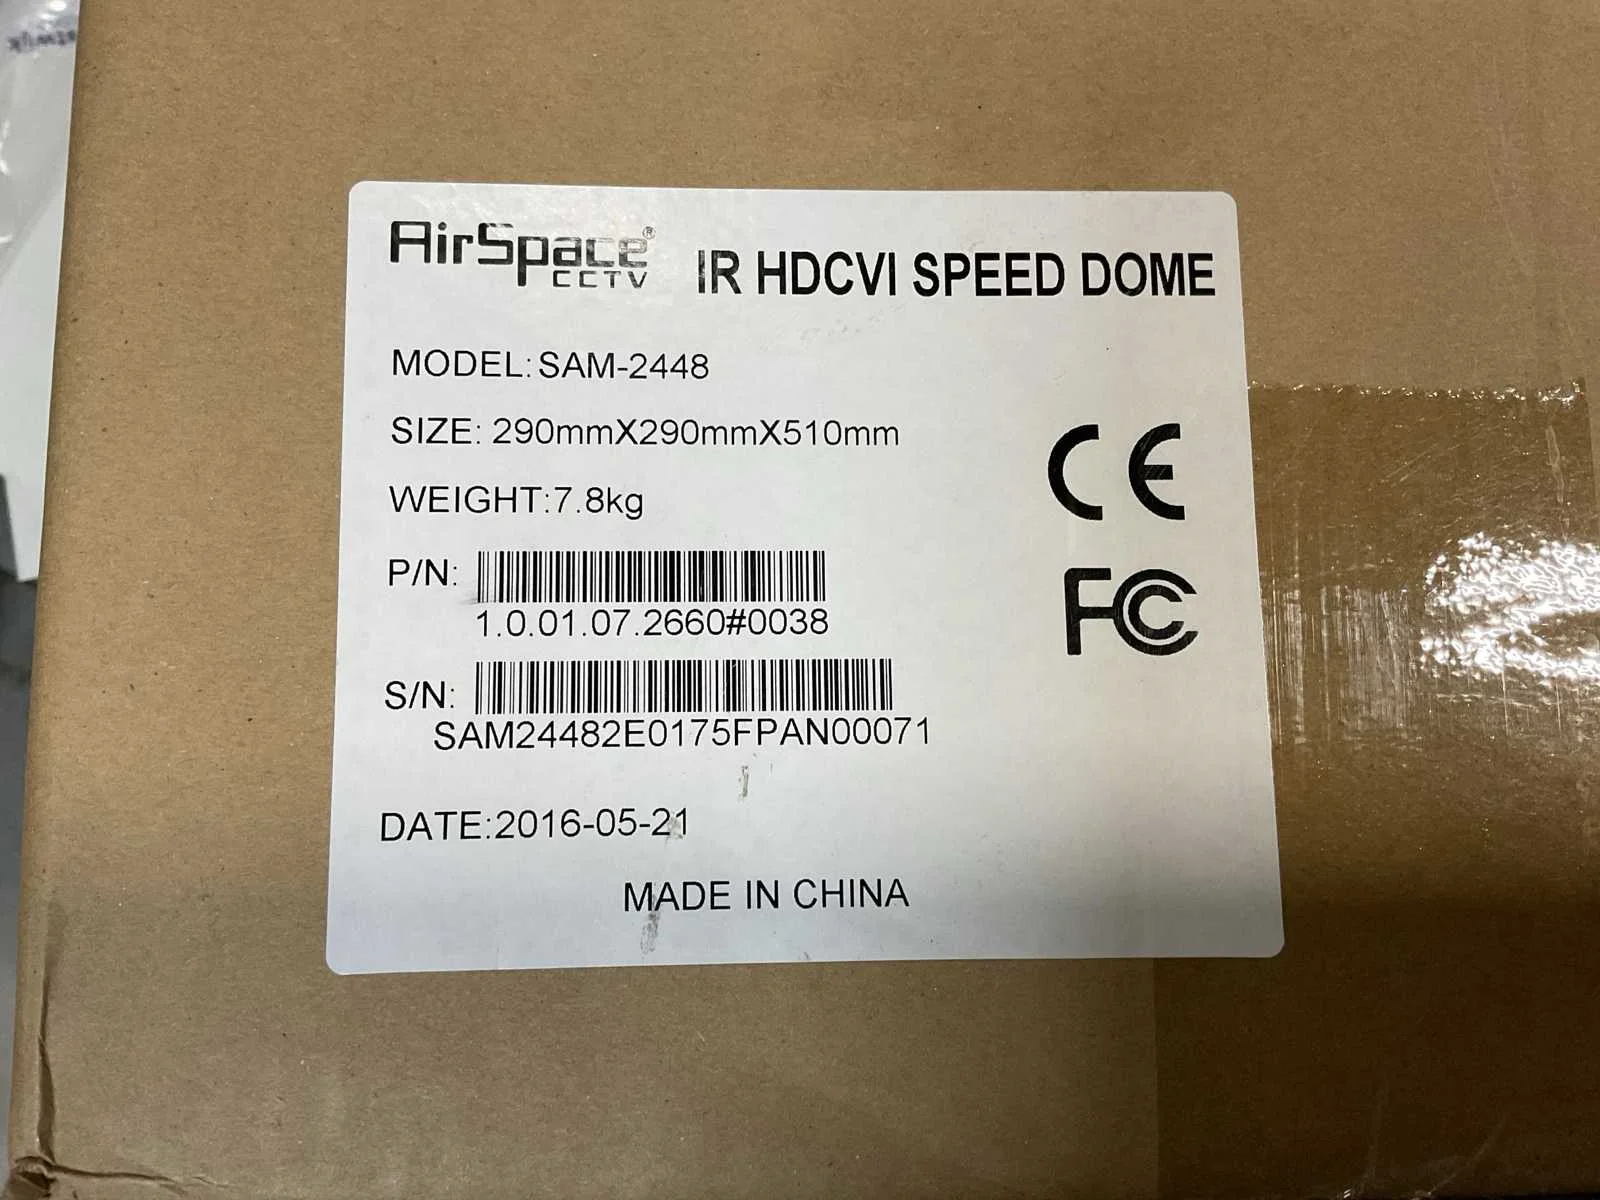 AirSpace® CCTV IR HDCVI SPEED DOME
MODEL:SAM-2448
SIZE: 290mmX290mmX510mm
WEIGHT:7.8kg
P/N:
1.0.01.07.2660#0038
S/N:
SAM24482E0175FPAN00071
DATE:2016-05-21
MADE IN CHINA
CE
FC